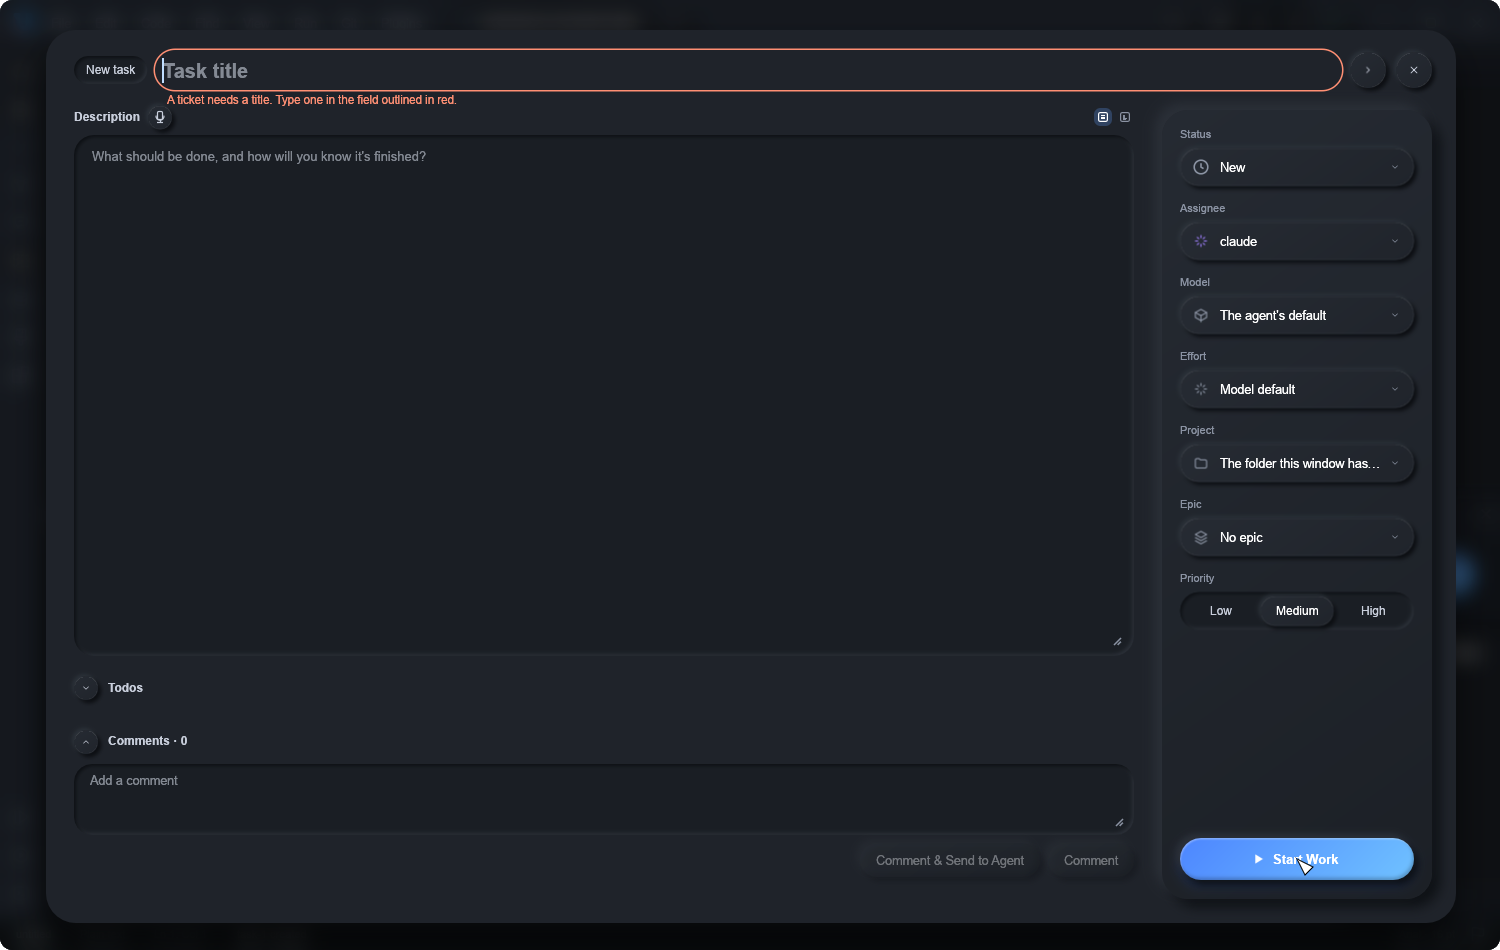 New task
Task title
A ticket needs a title. Type one in the field outlined in red.
Description
What should be done, and how will you know it's finished?
Todos
Comments · 0
Add a comment
Comment & Send to Agent
Comment
Status
New
Assignee
claude
Model
The agent's default
Effort
Model default
Project
The folder this window has…
Epic
No epic
Priority
Low
Medium
High
Start Work